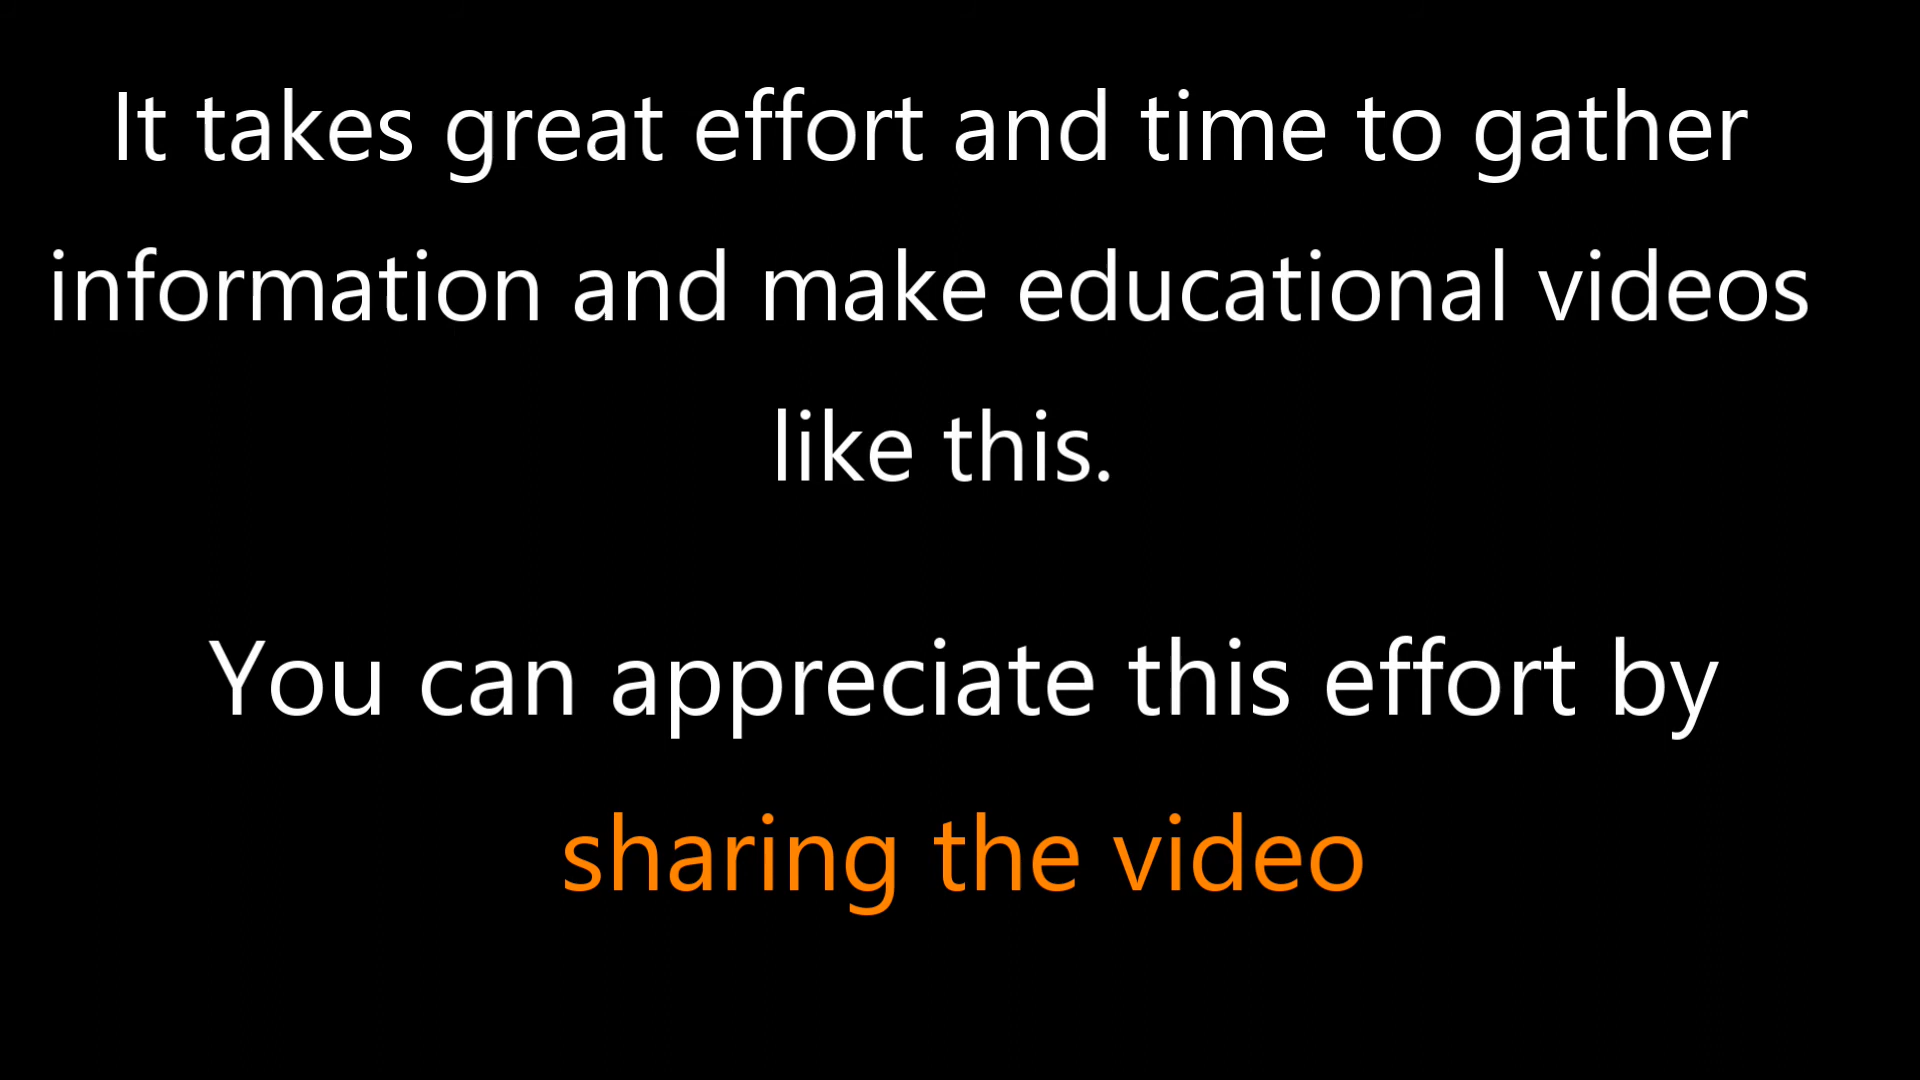 It takes great effort and time to gather
information and make educational videos
like this.
You can appreciate this effort by
sharing the video